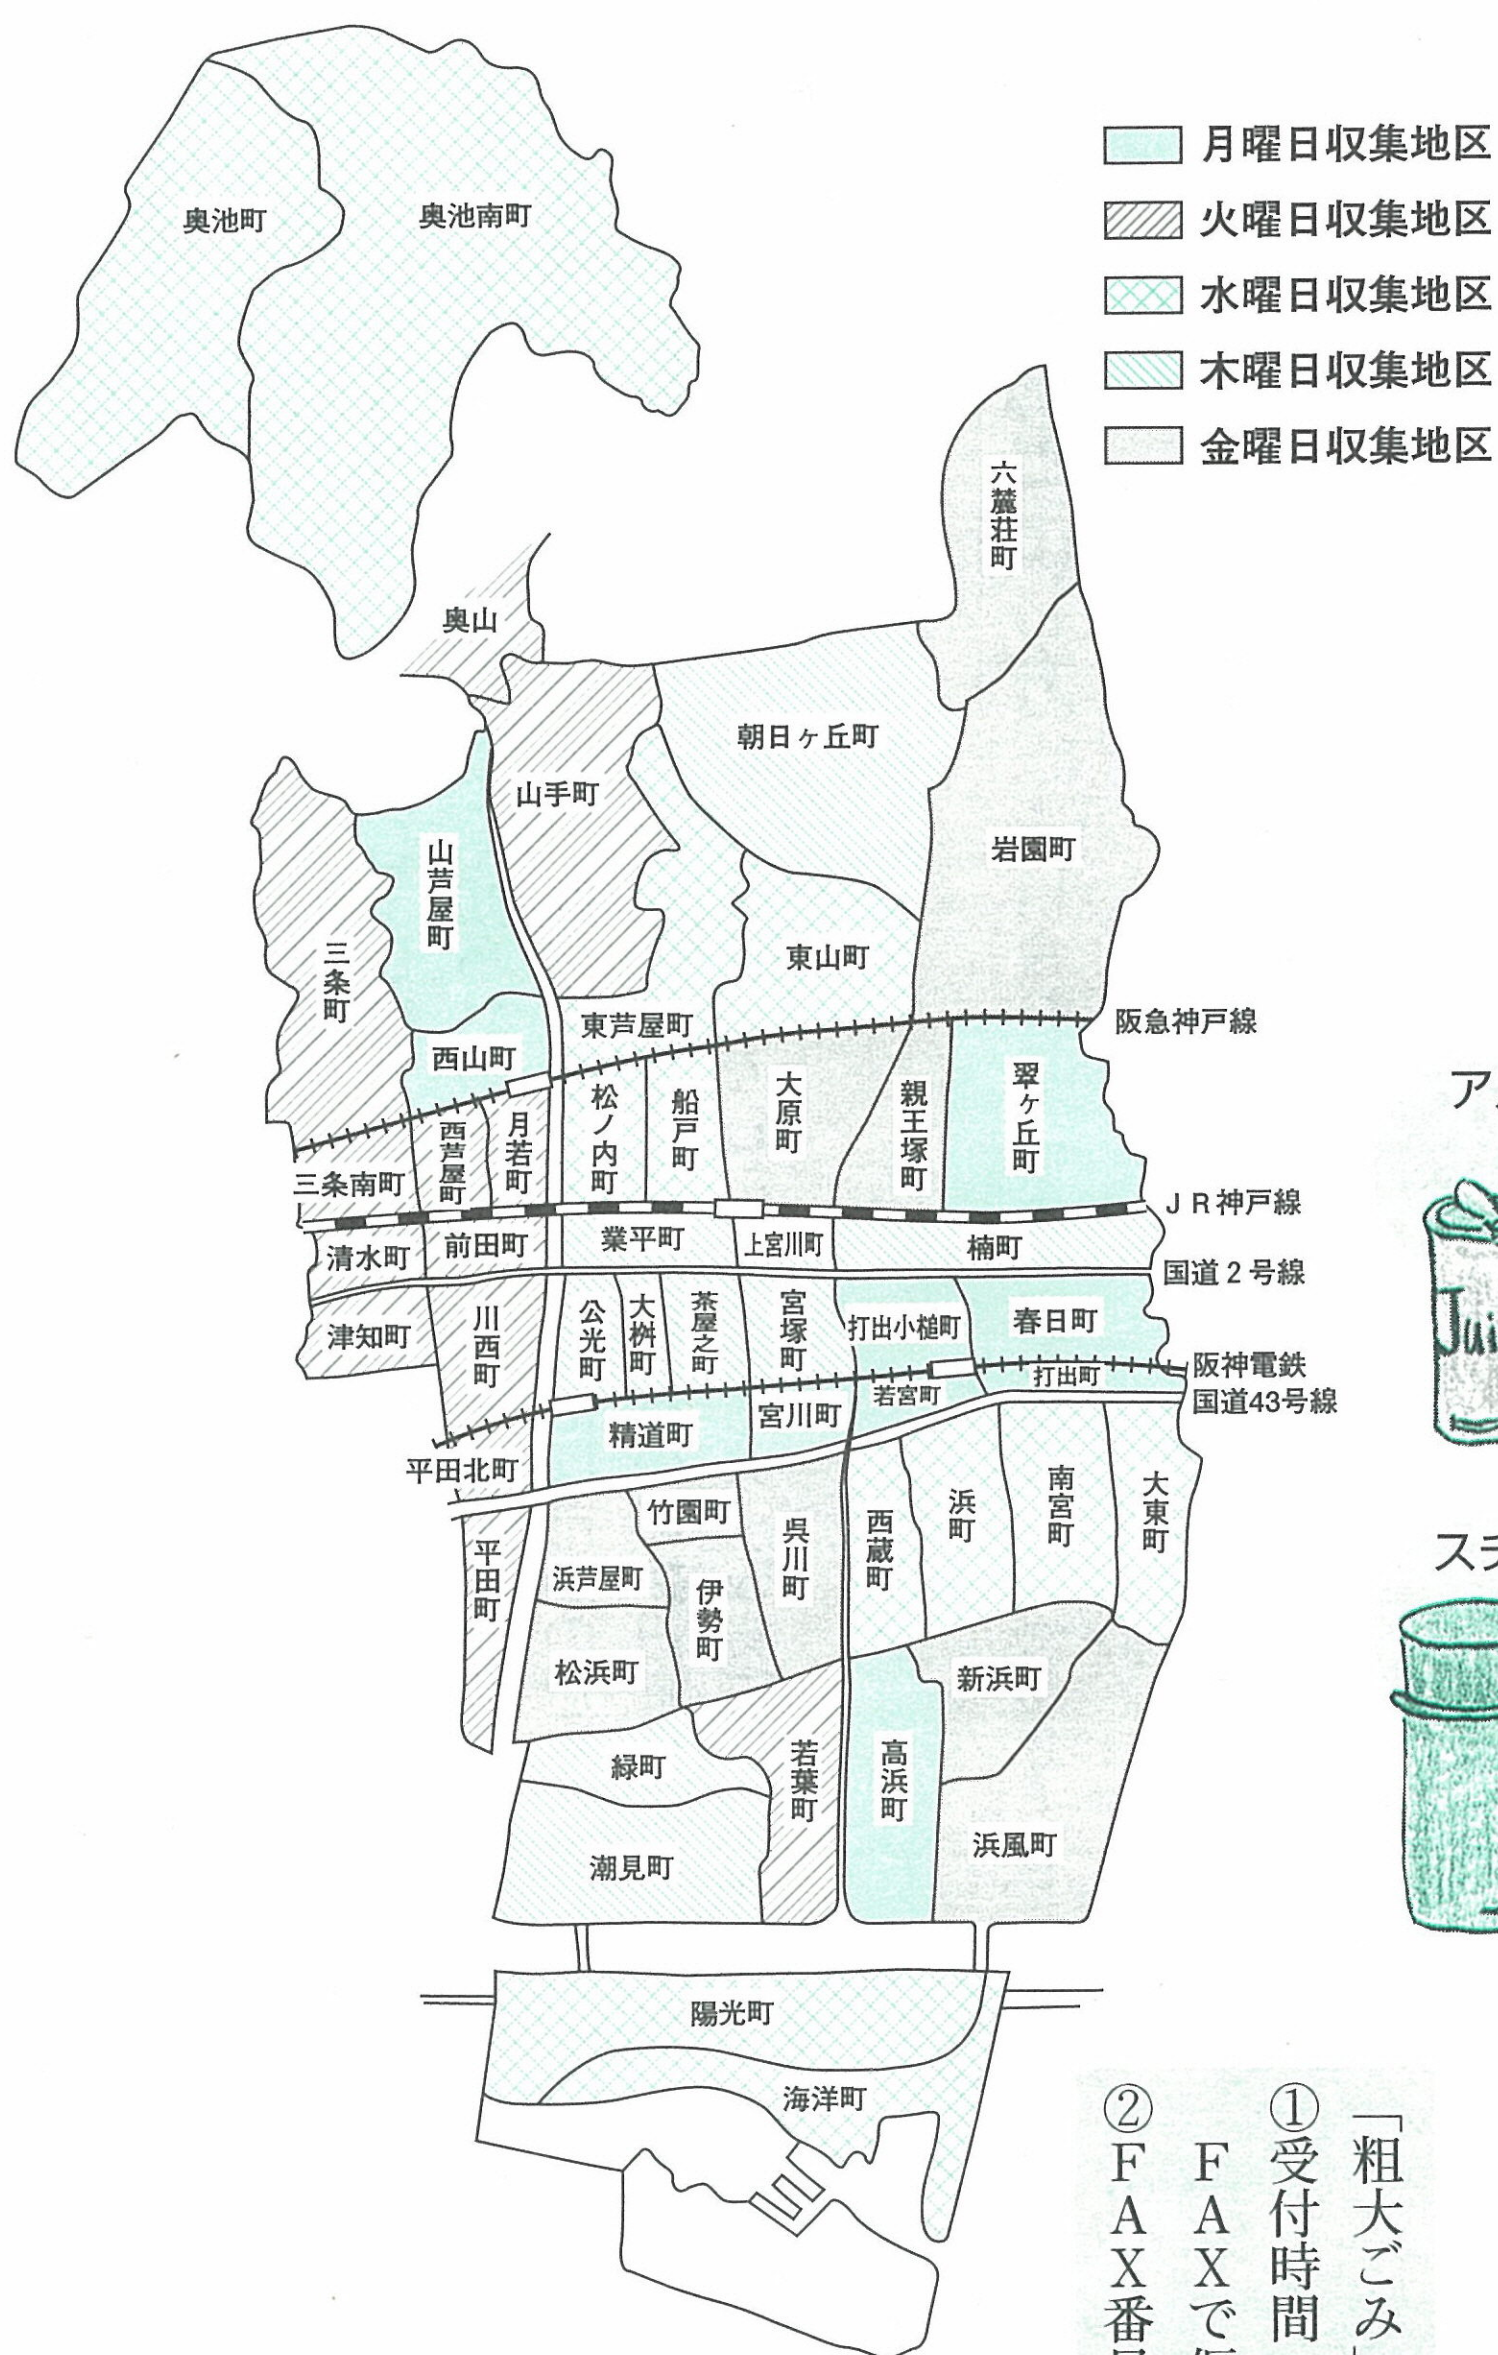 月曜日収集地区
火曜日収集地区
水曜日収集地区
木曜日収集地区
金曜日収集地区
奥池町
奥池南町
六麓荘町
奥山
朝日ヶ丘町
山手町
岩園町
山芦屋町
三条町
東山町
東芦屋町
阪急神戸線
西山町
松ノ内町
船戸町
大原町
親王塚町
翠ヶ丘町
西芦屋町
月若町
三条南町
JR神戸線
清水町
前田町
業平町
上宮川町
楠町
国道2号線
津知町
川西町
公光町
大桝町
茶屋之町
宮塚町
打出小槌町
春日町
阪神電鉄
打出町
若宮町
国道43号線
精道町
宮川町
平田北町
竹園町
呉川町
西蔵町
浜町
南宮町
大東町
平田町
浜芦屋町
伊勢町
松浜町
新浜町
緑町
若葉町
高浜町
潮見町
浜風町
陽光町
海洋町
ア
Jui
ス
「粗大ごみ
①受付時間
FAXで
②FAX番